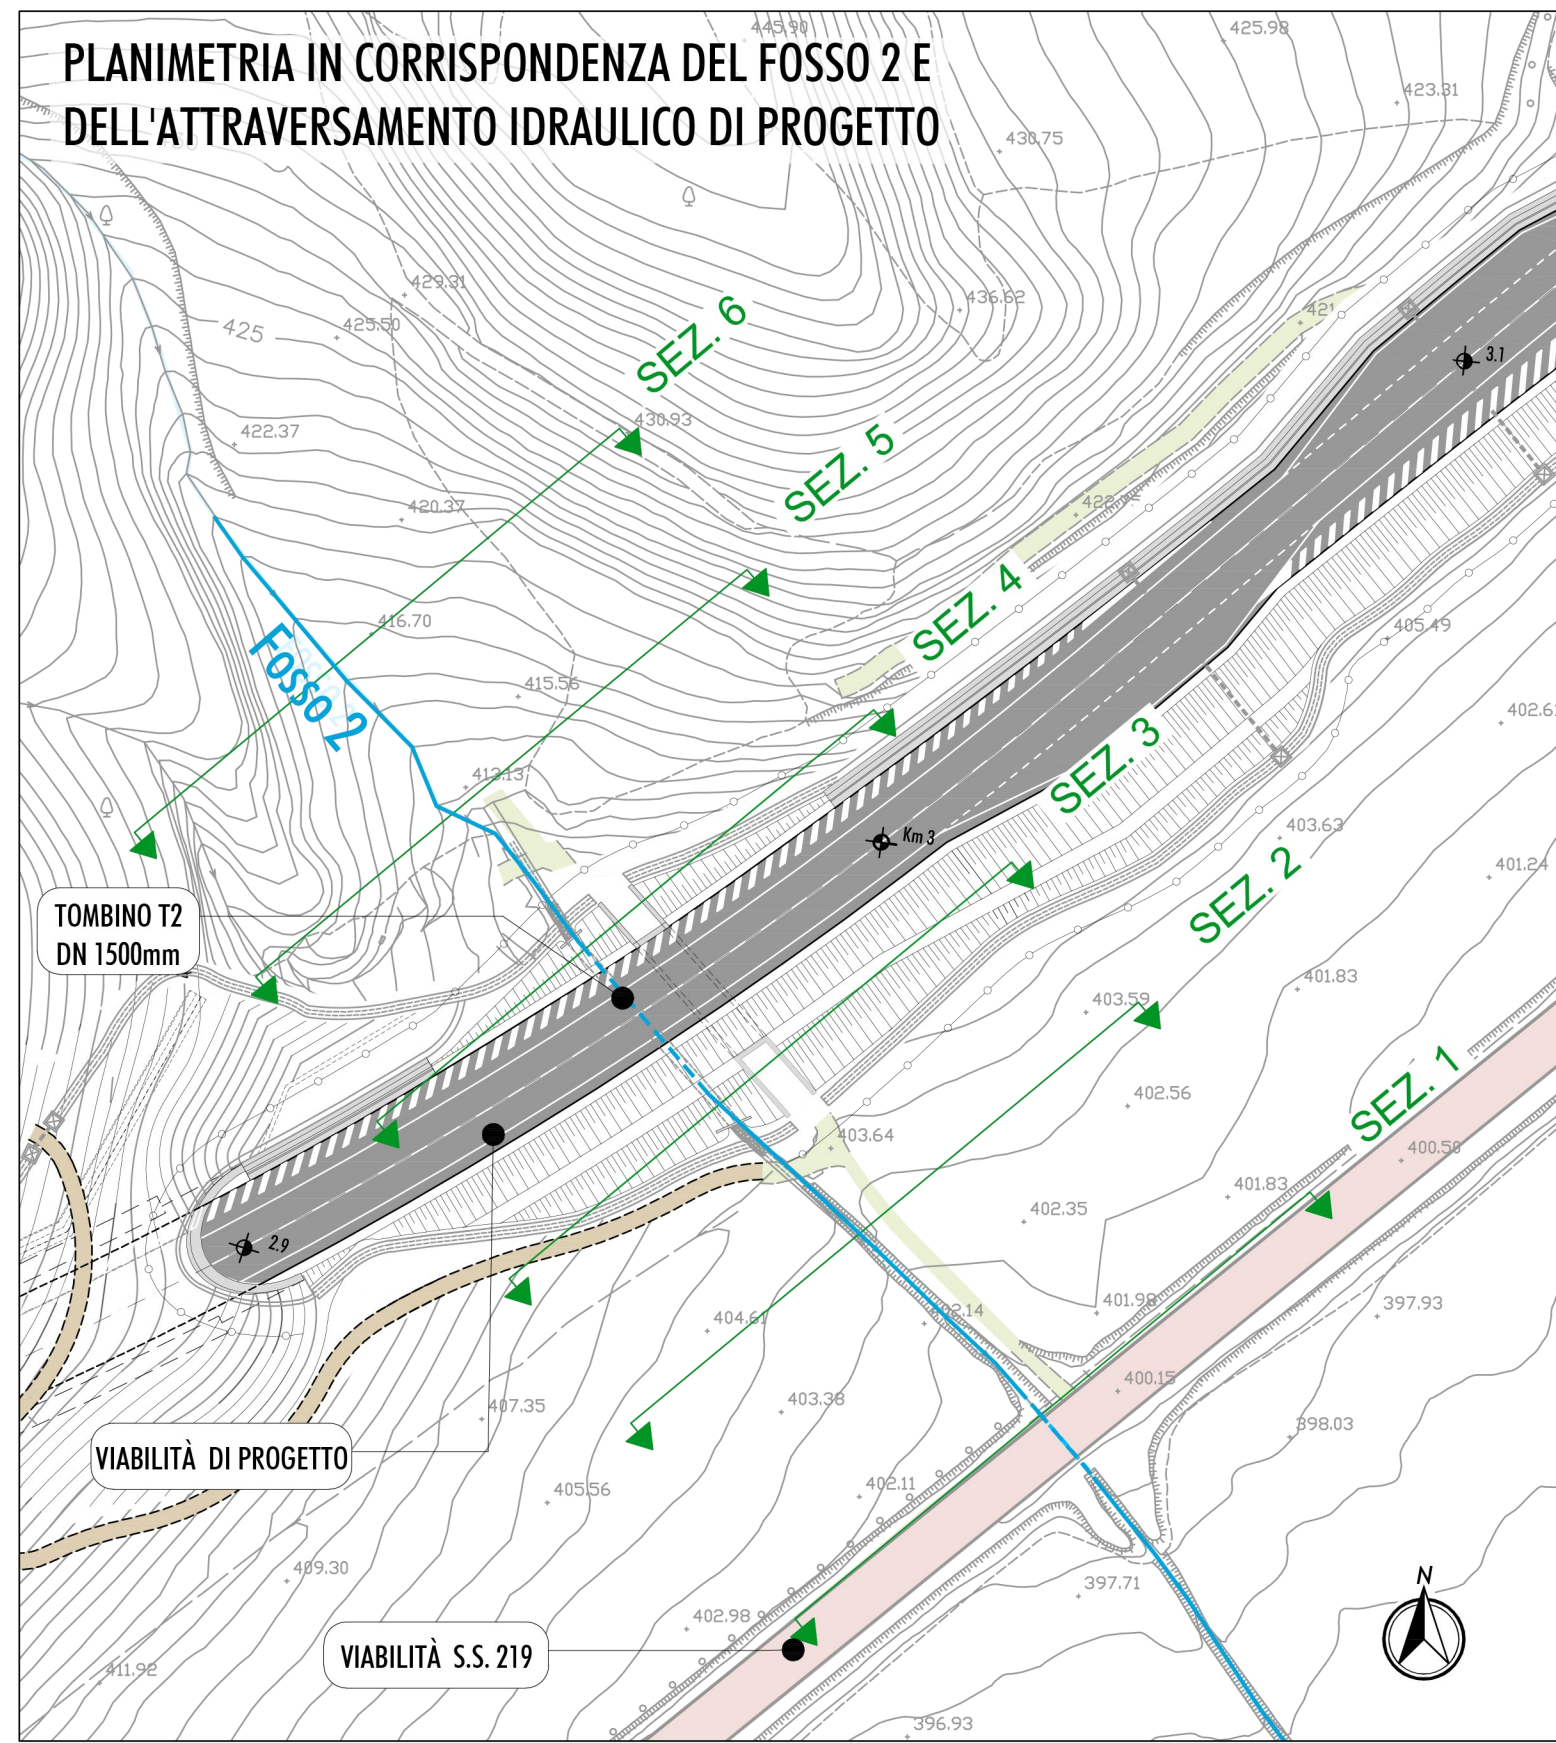 PLANIMETRIA IN CORRISPONDENZA DEL FOSSO 2 E
DELL'ATTRAVERSAMENTO IDRAULICO DI PROGETTO
445.90
425.98
423.31
430.75
429.31
436.62
425
425.50
421
SEZ. 6
3.1
430.93
422.37
SEZ. 5
420.37
SEZ. 4
416.70
405.49
FOSSO 2
415.56
402.6
SEZ. 3
413.13
Km 3
403.63
401.24
SEZ. 2
TOMBINO T2
DN 1500mm
401.83
403.59
SEZ. 1
402.56
403.64
400.50
401.83
402.35
2.9
401.98
397.93
404.61
400.15
403.38
407.35
398.03
VIABILITÀ DI PROGETTO
402.11
405.56
409.30
397.71
N
402.98
VIABILITÀ S.S. 219
411.92
396.93